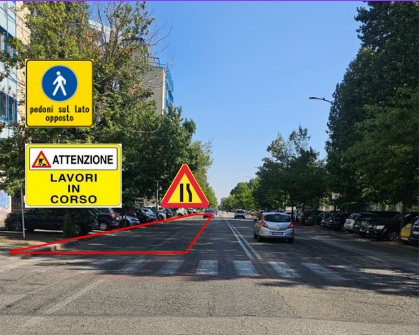 pedoni sul lato
opposto
ATTENZIONE
LAVORI
IN
CORSO